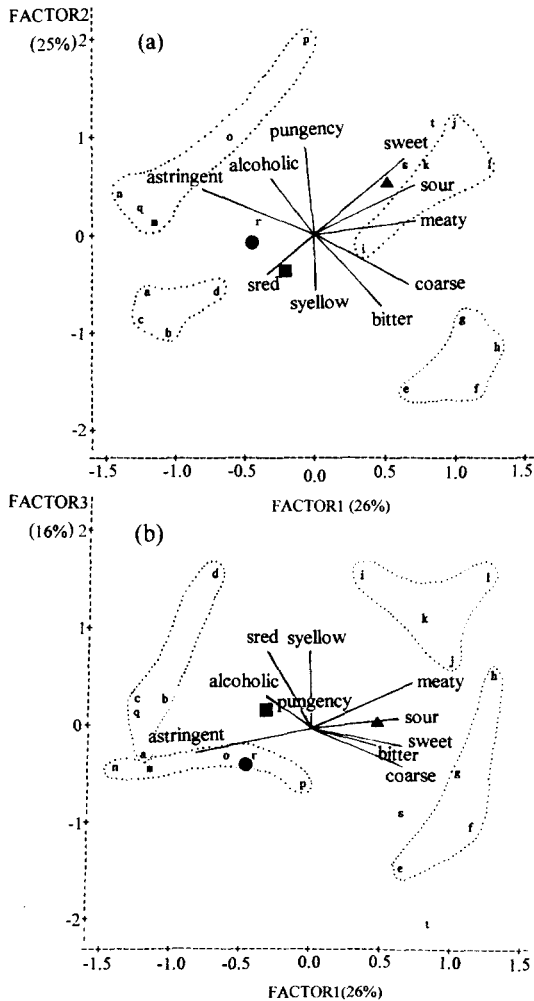 FACTOR2
(25%)
(a)
2
1
0
-1
-2
p
o
n
q
m
r
a
d
c
b
pungency
alcoholic
astringent
sweet
sour
meaty
coarse
bitter
syellow
sred
t
j
s
k
f
i
g
h
e
f
-1.5 -1.0 -0.5 0.0 0.5 1.0 1.5
FACTOR1 (26%)
FACTOR3
(16%)
(b)
2
1
0
-1
-2
d
i
l
k
j
h
c
b
q
a
n
m
o
r
p
sred syellow
alcoholic
pungency
astringent
meaty
sour
sweet
bitter
coarse
g
s
f
e
t
-1.5 -1.0 -0.5 0.0 0.5 1.0 1.5
FACTOR1(26%)